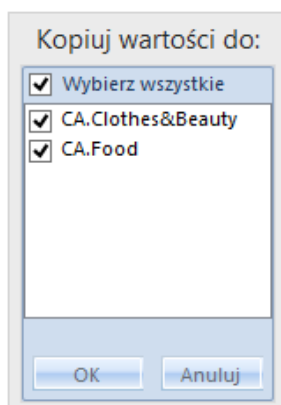 Kopiuj wartości do:
Wybierz wszystkie
CA.Clothes&Beauty
CA.Food
OK Anuluj